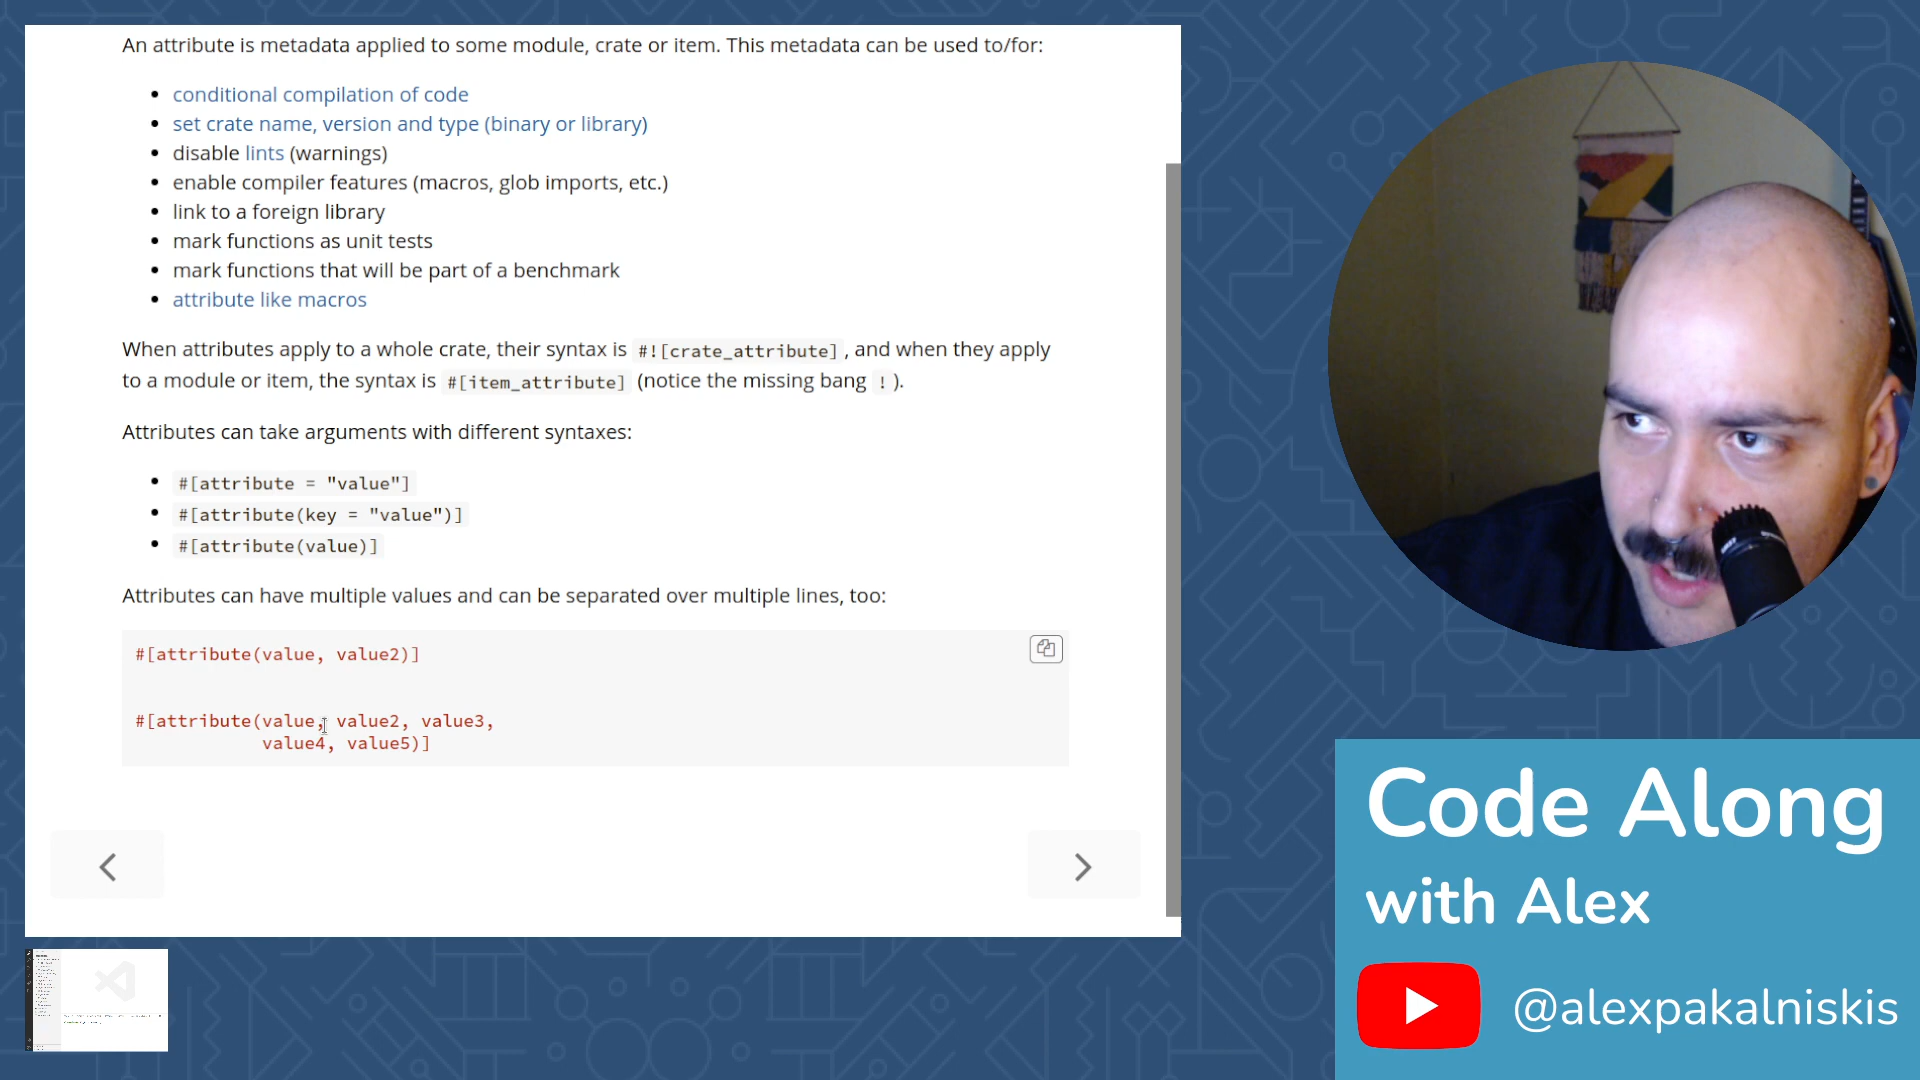 An attribute is metadata applied to some module, crate or item. This metadata can be used to/for:
conditional compilation of code
set crate name, version and type (binary or library)
disable lints (warnings)
enable compiler features (macros, glob imports, etc.)
link to a foreign library
mark functions as unit tests
mark functions that will be part of a benchmark
attribute like macros
When attributes apply to a whole crate, their syntax is #![crate_attribute], and when they apply
to a module or item, the syntax is #[item_attribute] (notice the missing bang !).
Attributes can take arguments with different syntaxes:
#[attribute = "value"]
#[attribute(key = "value")]
#[attribute(value)]
Attributes can have multiple values and can be separated over multiple lines, too:
#[attribute(value, value2)]
#[attribute(value, value2, value3,
value4, value5)]
Code Along
with Alex
@alexpakalniskis